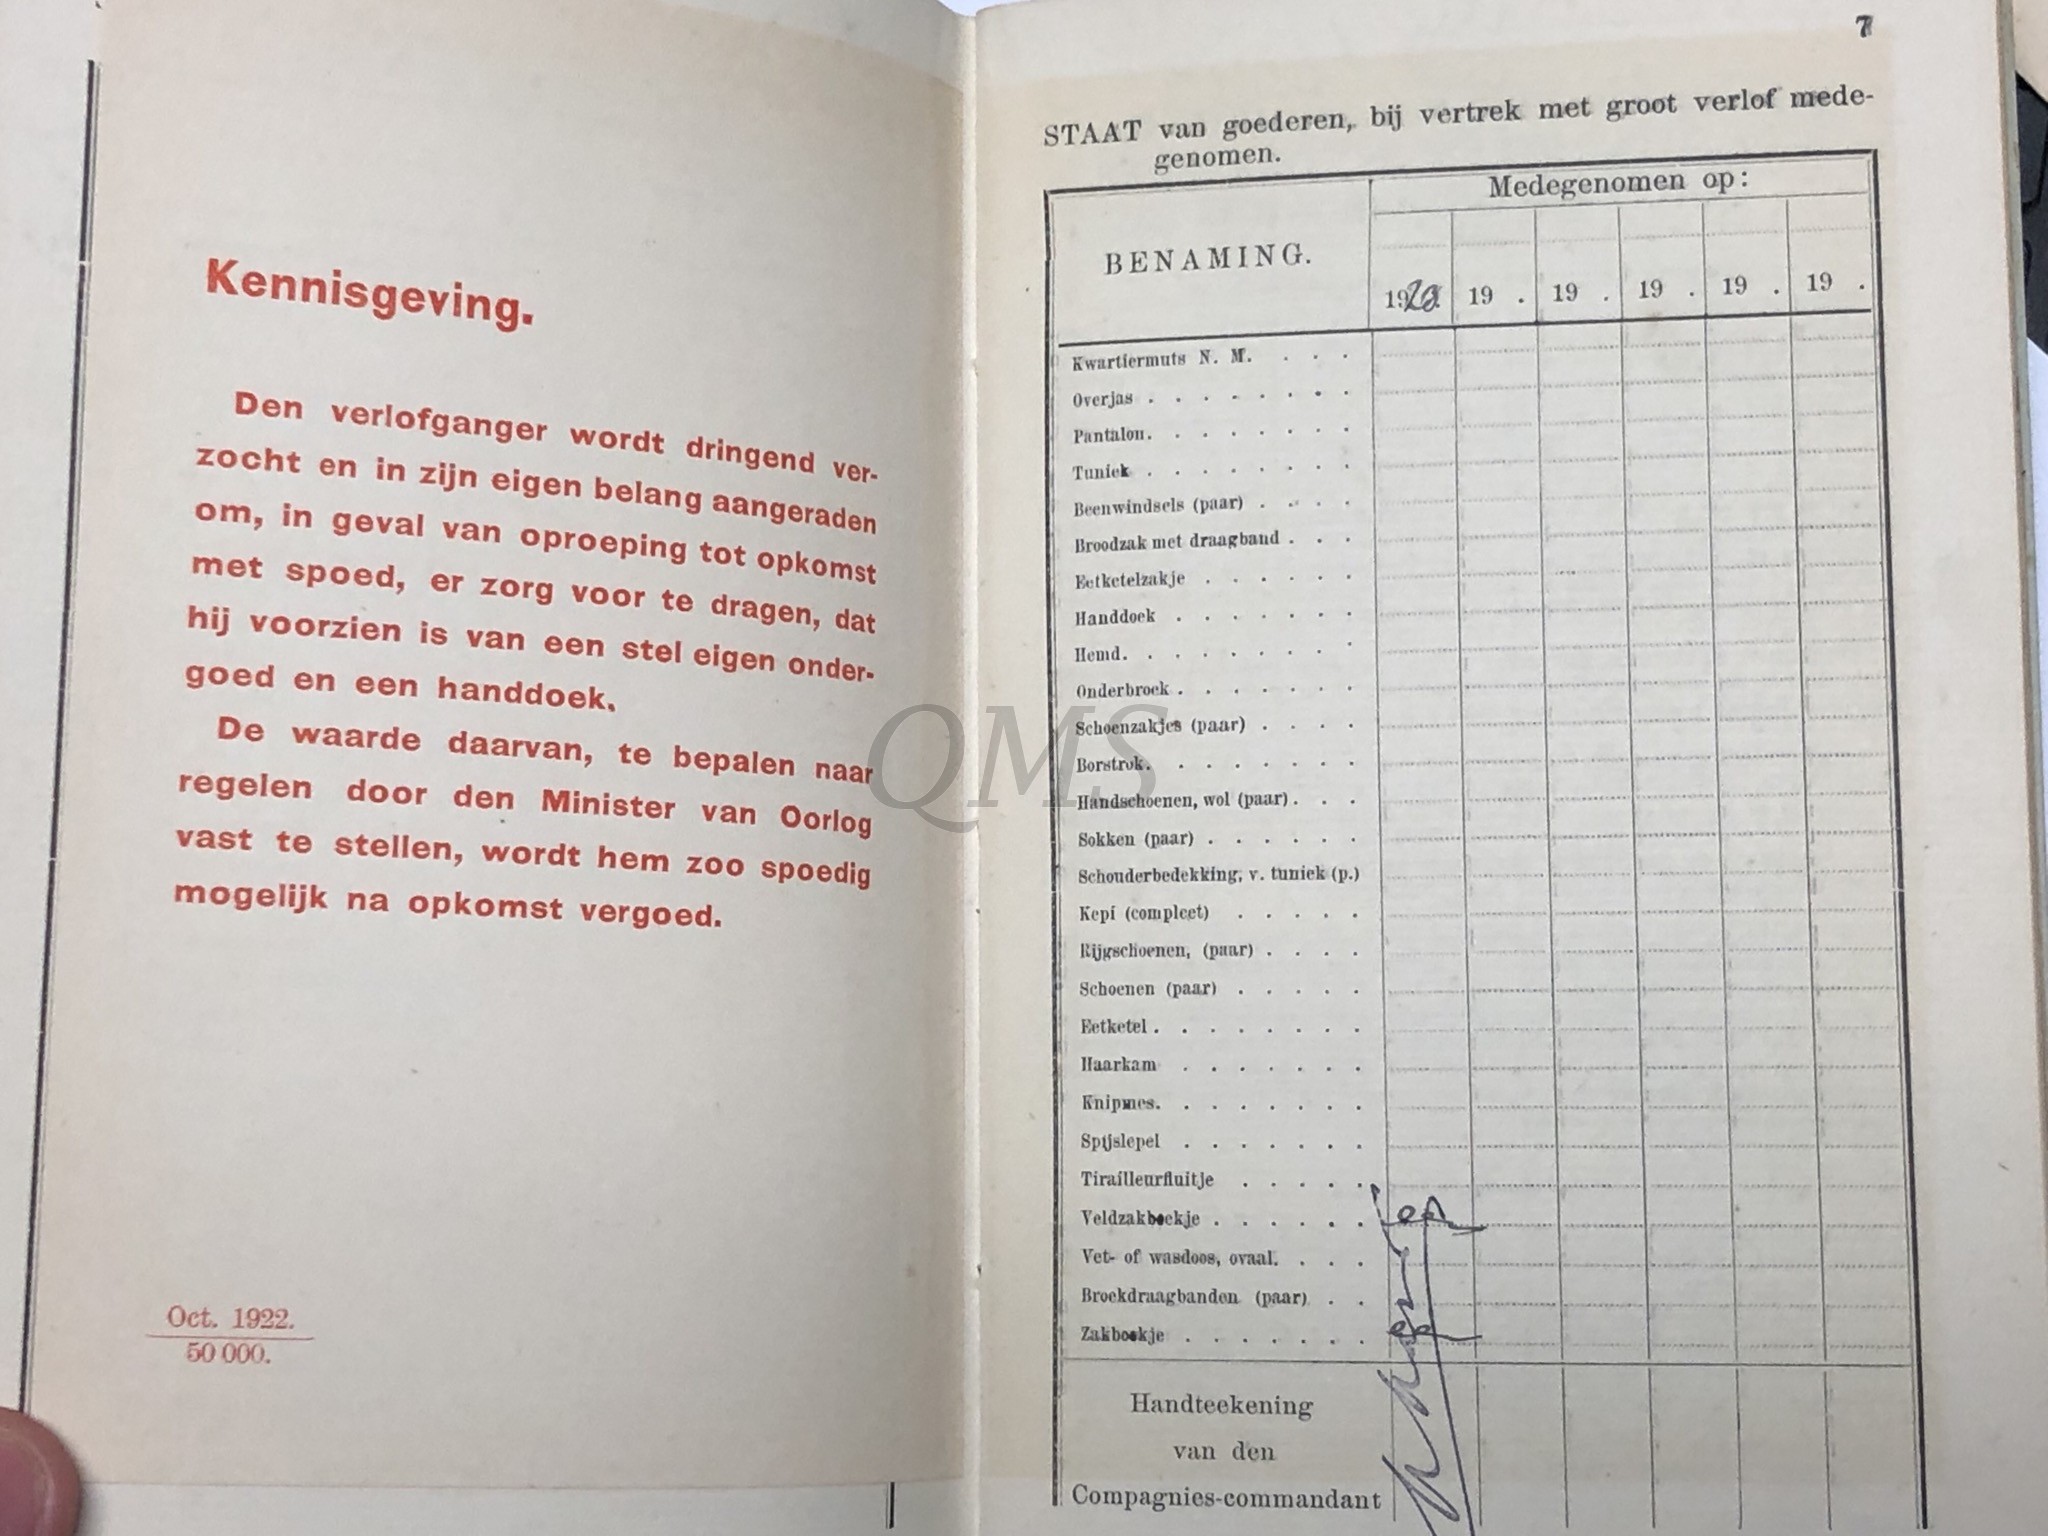 Kennisgeving.
Den verlofganger wordt dringend ver-
zocht en in zijn eigen belang aangeraden
om, in geval van oproeping tot opkomst
met spoed, er zorg voor te dragen, dat
hij voorzien is van een stel eigen onder-
goed en een handdoek.
De waarde daarvan, te bepalen naar
regelen door den Minister van Oorlog
vast te stellen, wordt hem zoo spoedig
mogelijk na opkomst vergoed.
Oct. 1922.
50 000.
QMS
7
STAAT van goederen, bij vertrek met groot verlof mede-
genomen.
BENAMING.
Medegenomen op:
19 19 . 19 . 19 . 19 . 19 .
Kwartiermuts N. M. . . .
Overjas . . . . . . . .
Pantalon. . . . . . . .
Tuniek . . . . . . . .
Beenwindsels (paar) . . . .
Broodzak met draagband . . .
Eetketelzakje . . . . . .
Handdoek . . . . . . .
Hemd. . . . . . . . .
Onderbroek . . . . . . .
Schoenzakjes (paar) . . . .
Borstrok. . . . . . . .
Handschoenen, wol (paar) . . .
Sokken (paar) . . . . . .
Schouderbedekking, v. tuniek (p.)
Kepi (compleet) . . . . .
Rijgschoenen, (paar) . . . .
Schoenen (paar) . . . . .
Eetketel . . . . . . . .
Haarkam . . . . . . .
Knipmes. . . . . . . .
Spijslepel . . . . . . .
Tirailleurfluitje . . . . .
Veldzakboekje . . . . . .
Vet- of wasdoos, ovaal. . . .
Broekdraagbanden (paar) . .
Zakboekje . . . . . . .
Handteekening
van den
Compagnies-commandant